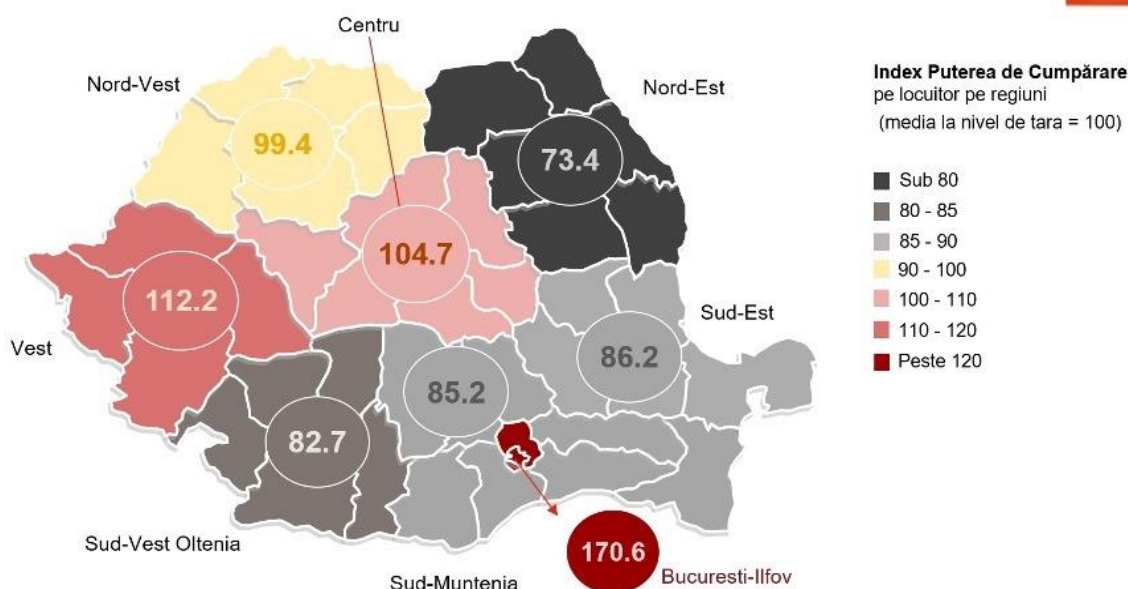 Centru
Nord-Vest
Nord-Est
99.4
73.4
104.7
112.2
Vest
Sud-Est
86.2
85.2
82.7
Sud-Vest Oltenia
Sud-Muntenia
170.6
Bucuresti-Ilfov
Index Puterea de Cumpărare
pe locuitor pe regiuni
(media la nivel de tara = 100)
Sub 80
80 - 85
85 - 90
90 - 100
100 - 110
110 - 120
Peste 120